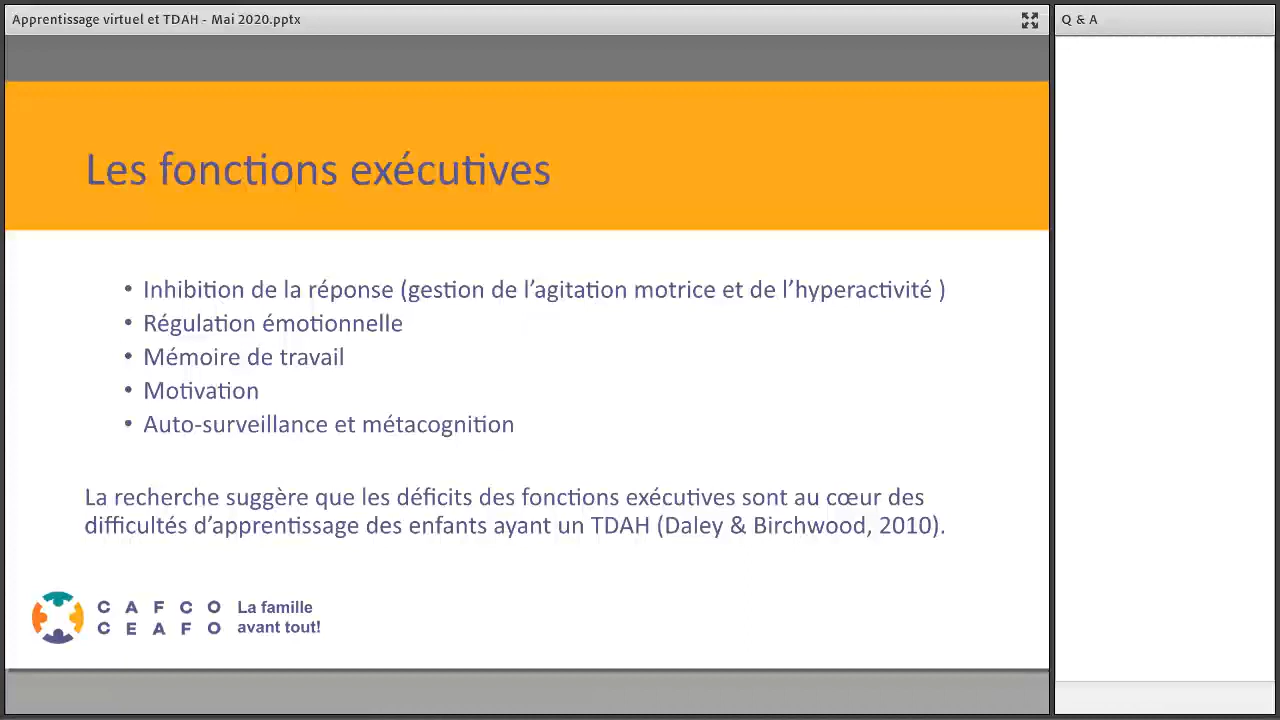 Apprentissage virtuel et TDAH - Mai 2020.pptx
Q & A
Les fonctions exécutives
• Inhibition de la réponse (gestion de l’agitation motrice et de l’hyperactivité )
• Régulation émotionnelle
• Mémoire de travail
• Motivation
• Auto-surveillance et métacognition
La recherche suggère que les déficits des fonctions exécutives sont au cœur des
difficultés d’apprentissage des enfants ayant un TDAH (Daley & Birchwood, 2010).
C A F C O La famille
C E A F O avant tout!